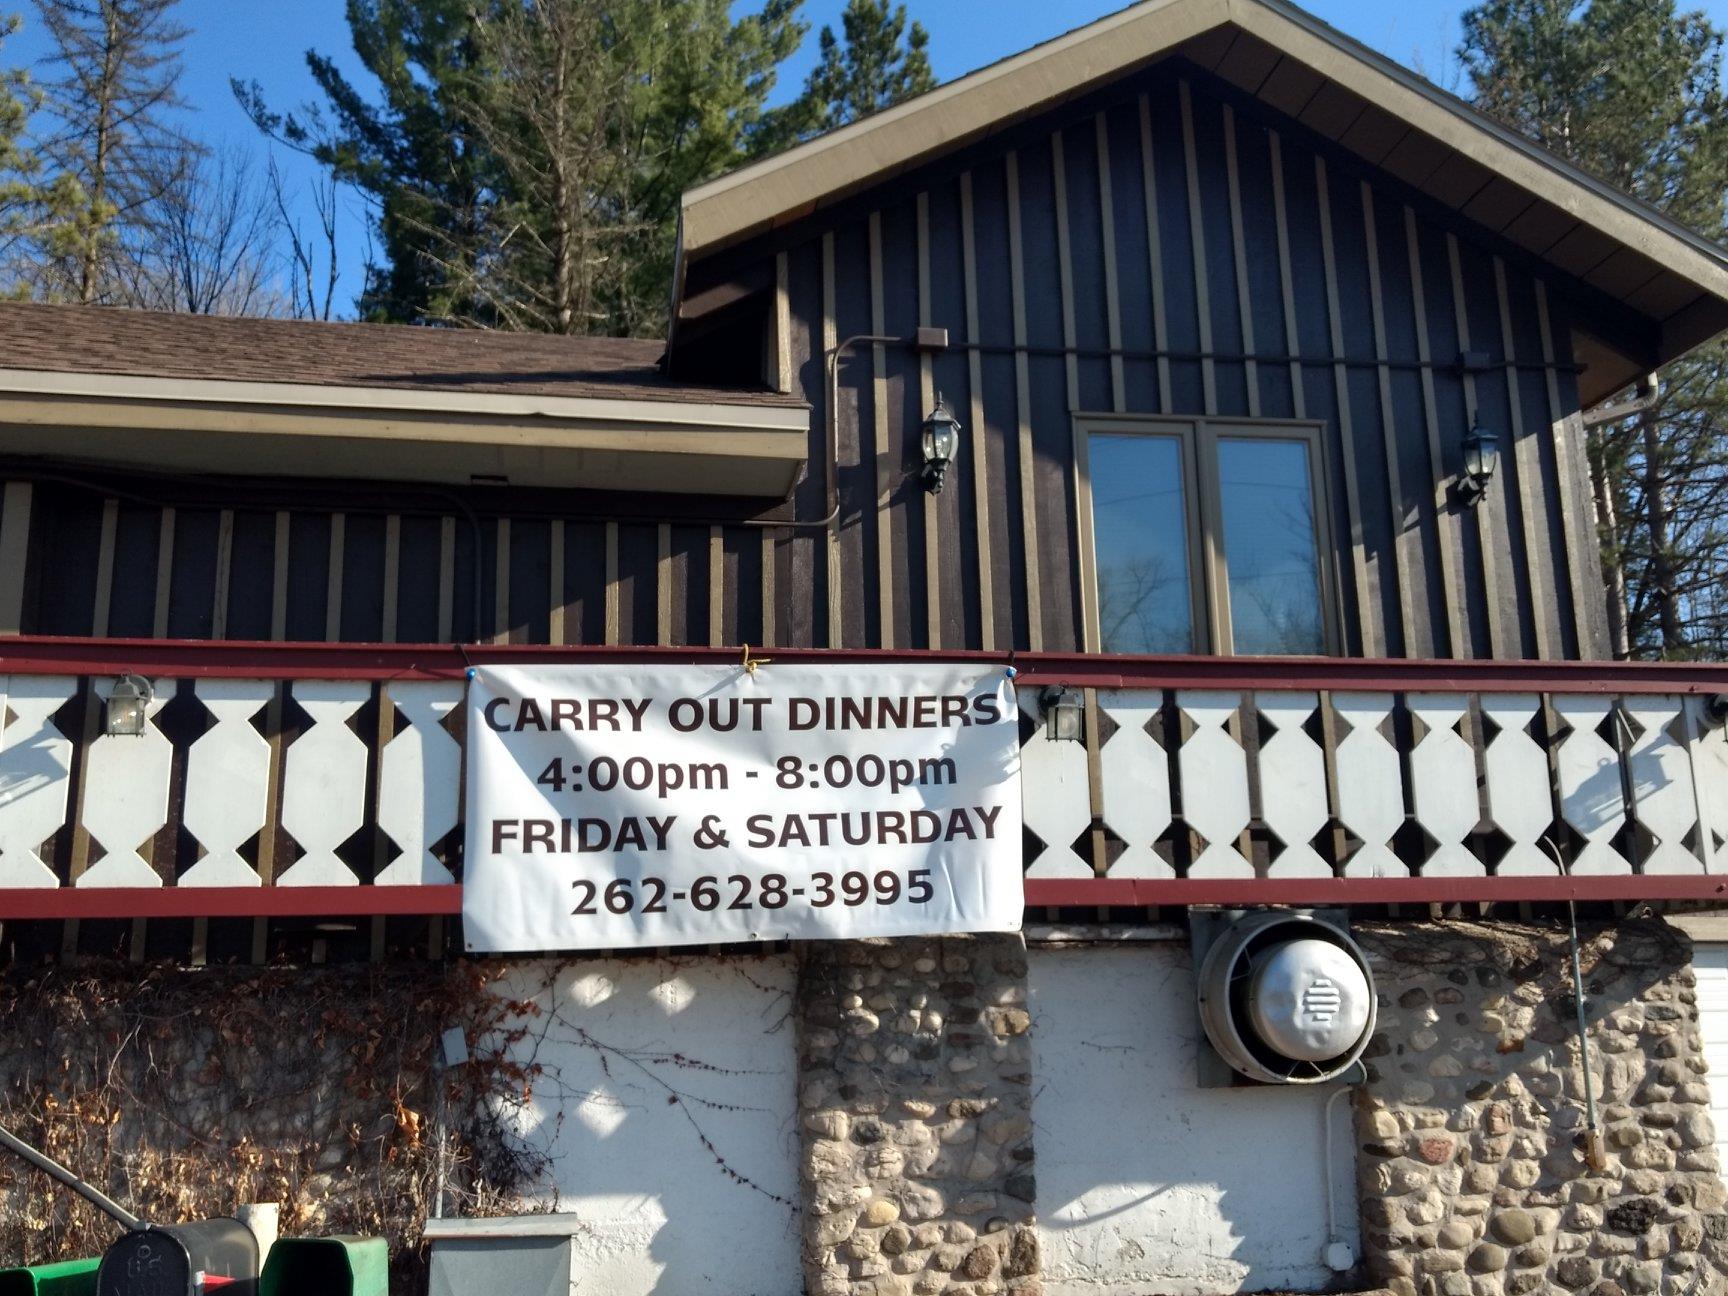 CARRY OUT DINNERS
4:00pm - 8:00pm
FRIDAY & SATURDAY
262-628-3995